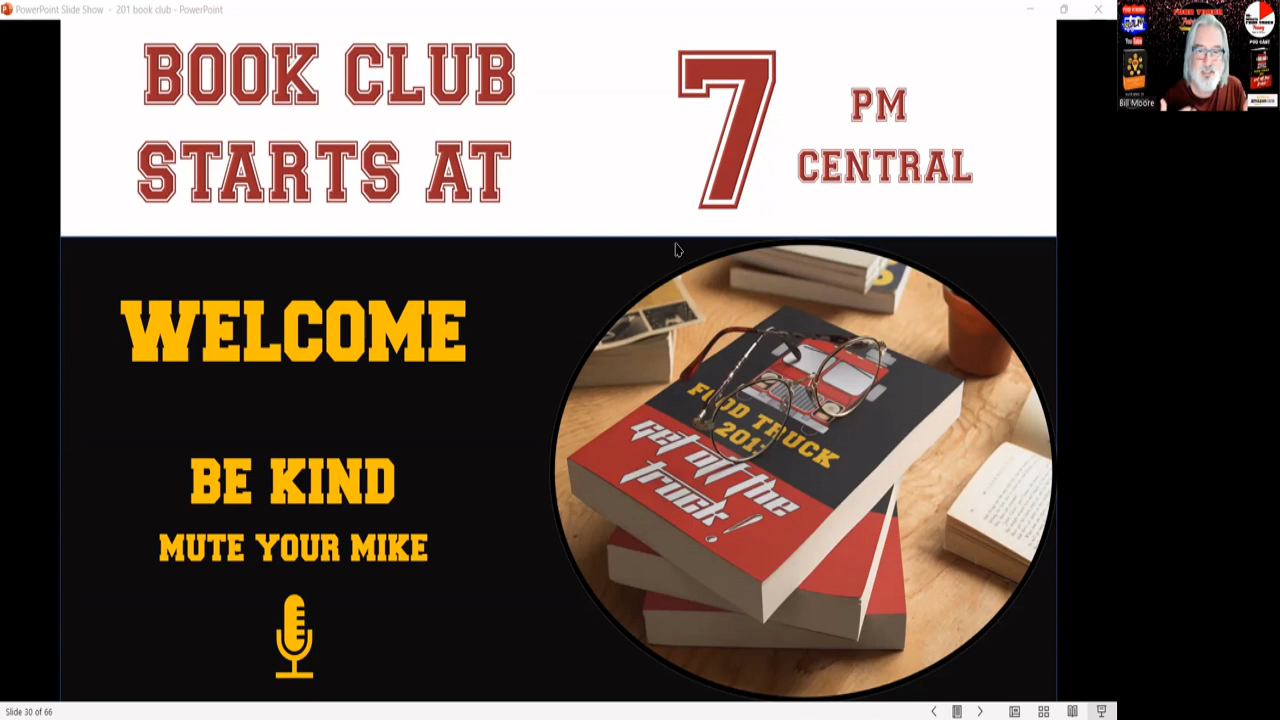 PowerPoint Slide Show - 201 book club - PowerPoint
BOOK CLUB
STARTS AT
7
PM
CENTRAL
WELCOME
BE KIND
MUTE YOUR MIKE
FOOD TRUCK
201
get off the
truck!
Bill Moore
Slide 30 of 66